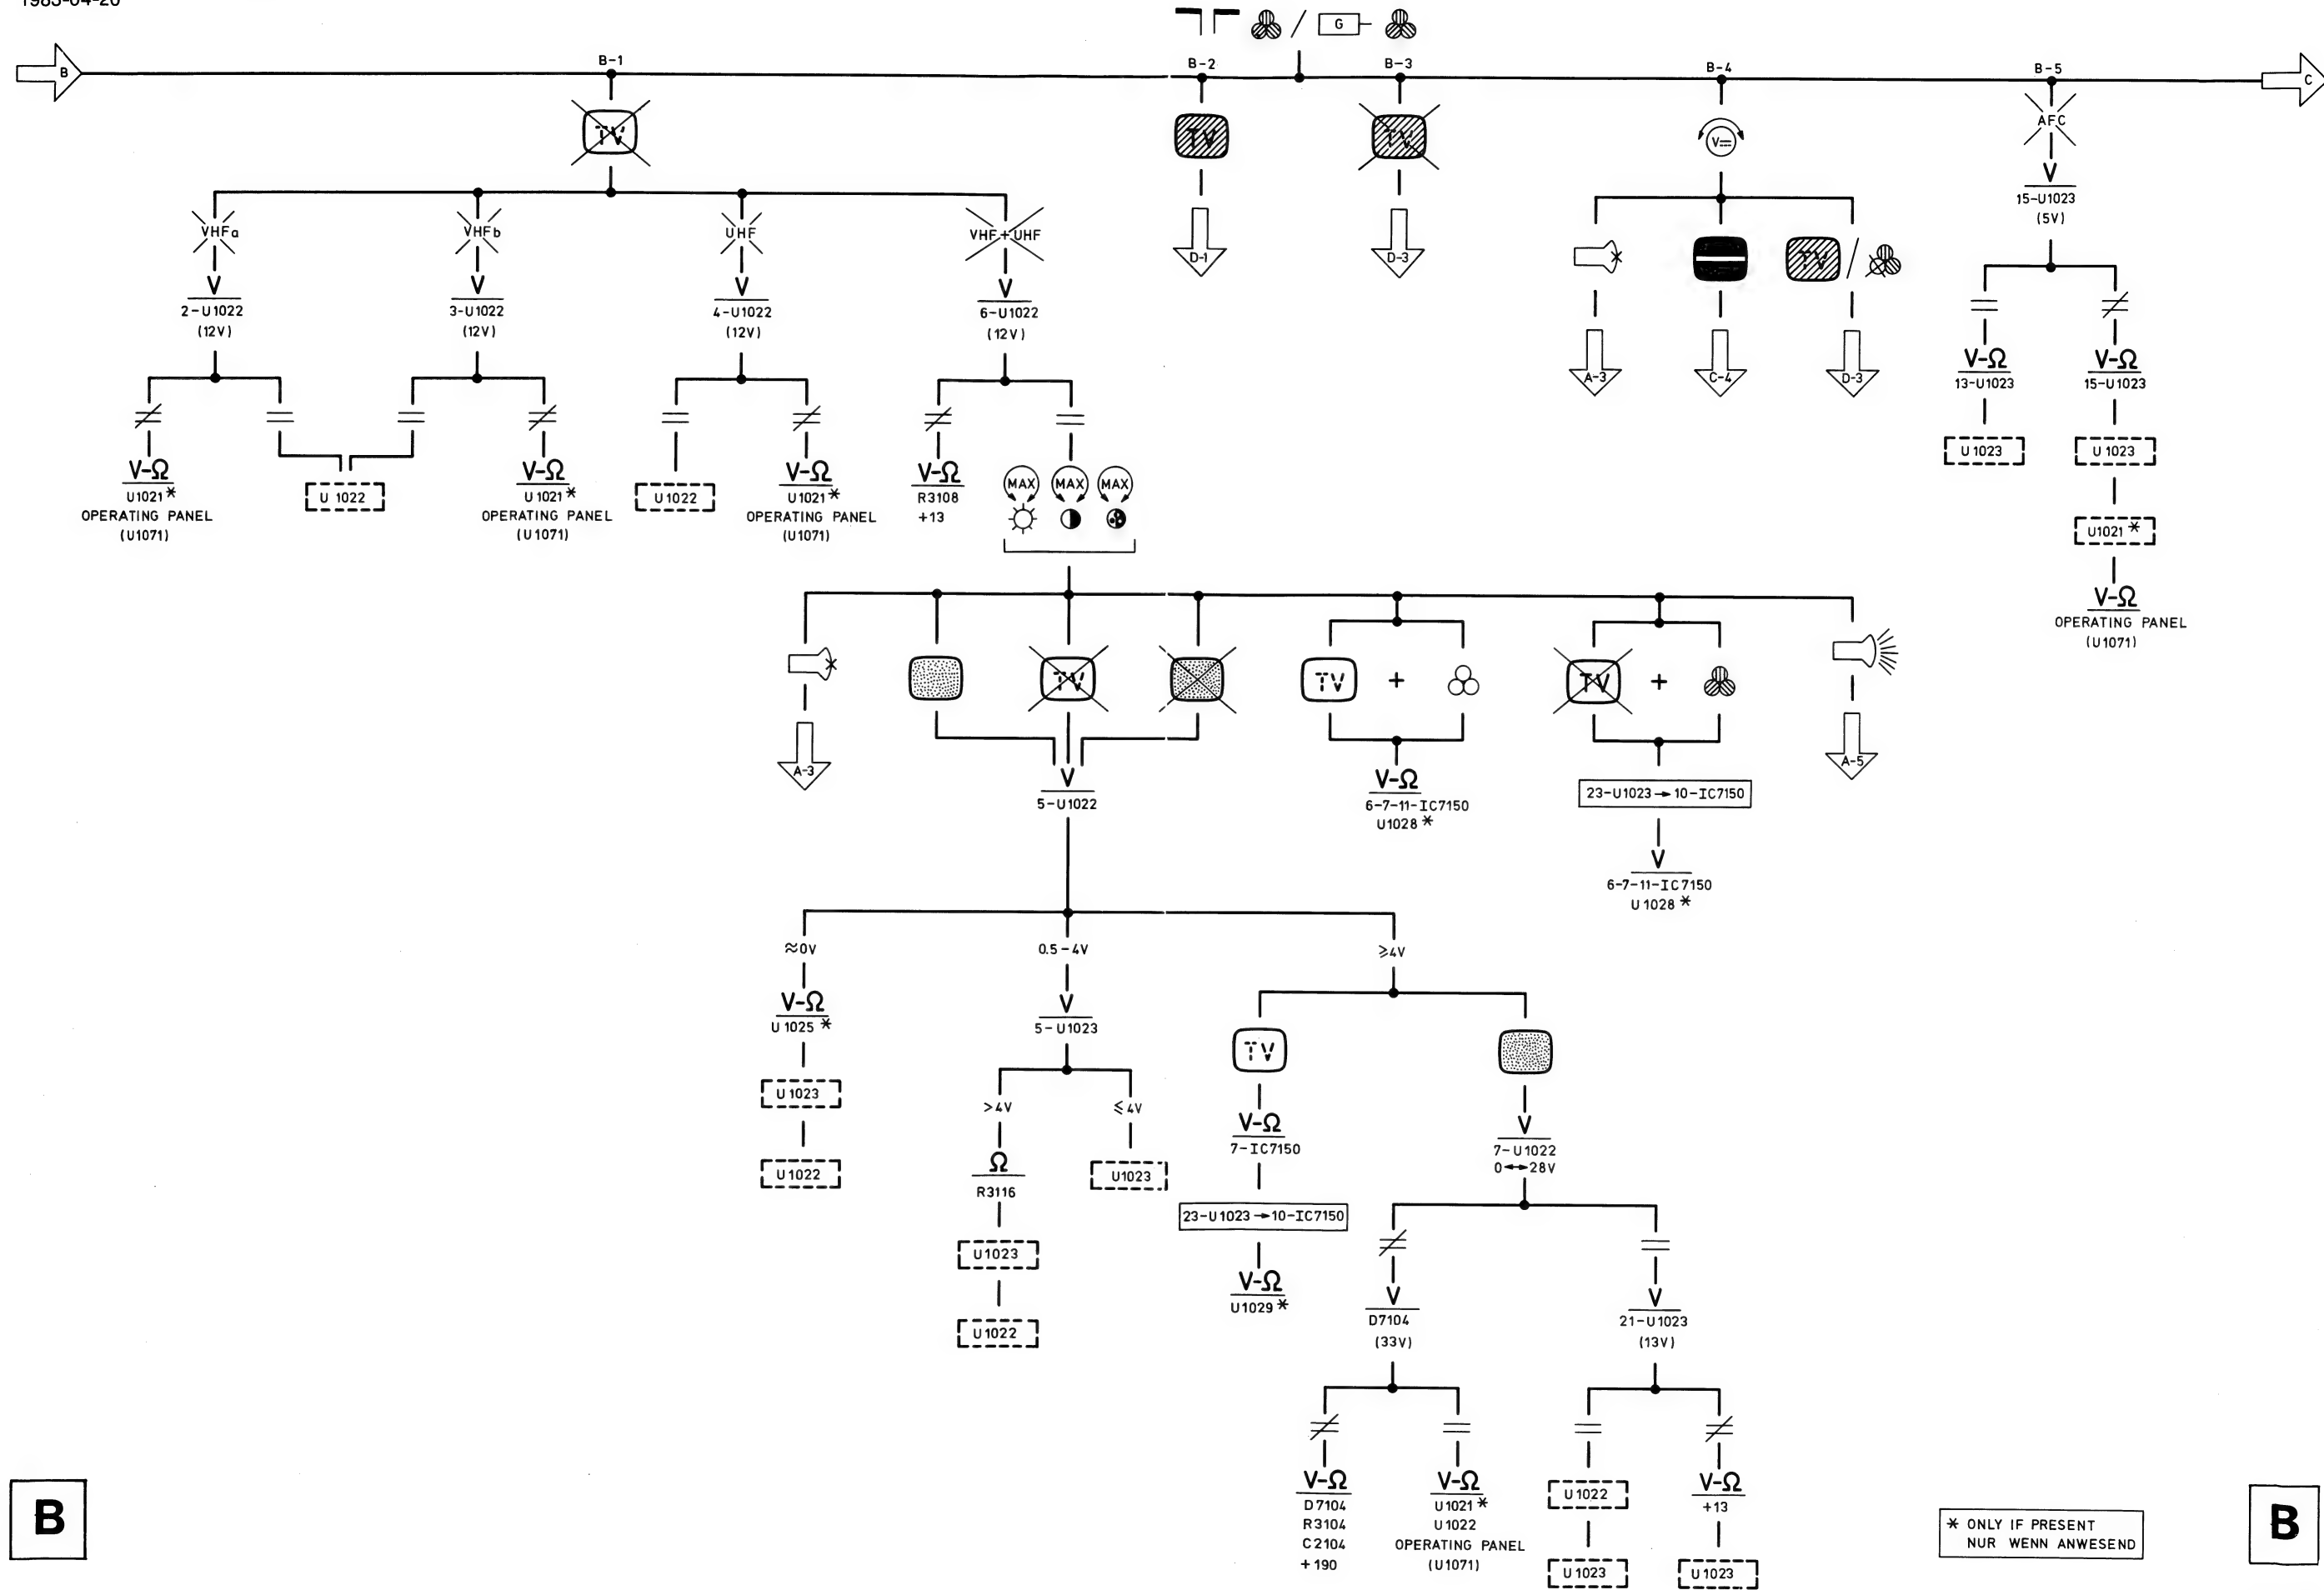 1983-04-20
G
B
B-1
B-2
B-3
B-4
B-5
C
TV
TV
TV
V
AFC
15-U1023
(5V)
VHFa
VHFb
UHF
VHF+UHF
D-1
D-3
TV
V
2-U1022
(12V)
V
3-U1022
(12V)
V
4-U1022
(12V)
V
6-U1022
(12V)
A-3
C-4
D-3
V-Ω
13-U1023
V-Ω
15-U1023
U1023
U1023
V-Ω
U1021*
OPERATING PANEL
(U1071)
U 1022
V-Ω
U1021*
OPERATING PANEL
(U1071)
U1022
V-Ω
U1021*
OPERATING PANEL
(U1071)
V-Ω
R3108
+13
MAX
MAX
MAX
U1021*
V-Ω
OPERATING PANEL
(U1071)
TV
TV
+
TV
+
A-3
V
5-U1022
V-Ω
6-7-11-IC7150
U1028*
23-U1023→10-IC7150
V
6-7-11-IC7150
U1028*
A-5
≈0V
0.5-4V
≥4V
V-Ω
U1025*
U1023
U1022
V
5-U1023
>4V
≤4V
Ω
R3116
U1023
U1023
U1022
TV
V-Ω
7-IC7150
23-U1023→10-IC7150
V-Ω
U1029*
V
7-U1022
0↔28V
V
D7104
(33V)
V
21-U1023
(13V)
V-Ω
D7104
R3104
C2104
+190
V-Ω
U1021*
U1022
OPERATING PANEL
(U1071)
U1022
U1023
V-Ω
+13
U1023
B
* ONLY IF PRESENT
NUR WENN ANWESEND
B